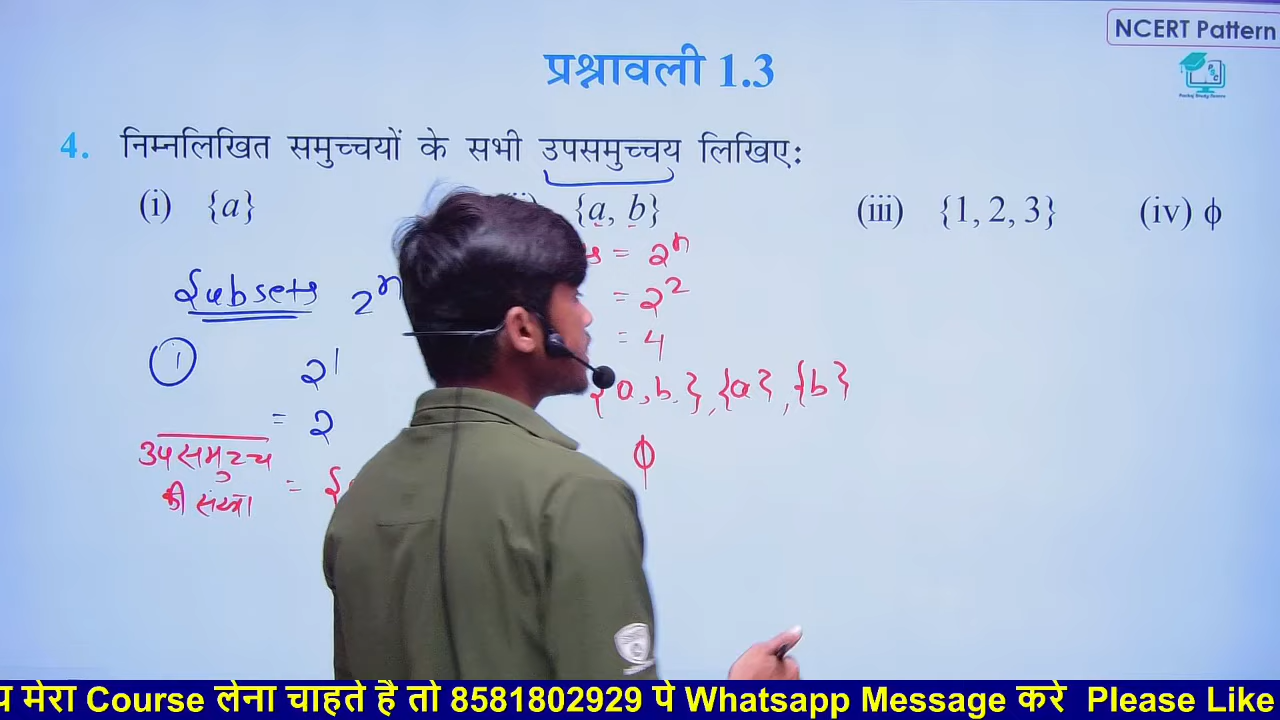 NCERT Pattern
प्रश्नावली 1.3
4. निम्नलिखित समुच्चयों के सभी उपसमुच्चय लिखिए:
(i) {a} {a, b} (iii) {1, 2, 3} (iv) ϕ
Subsets 2ⁿ
= 2ⁿ
= 2²
= 4
① 2¹
= 2
{a, b}, {a}, {b}
ϕ
उपसमुच्च
की संख्या =
मेरा Course लेना चाहते है तो 8581802929 पे Whatsapp Message करे Please Like